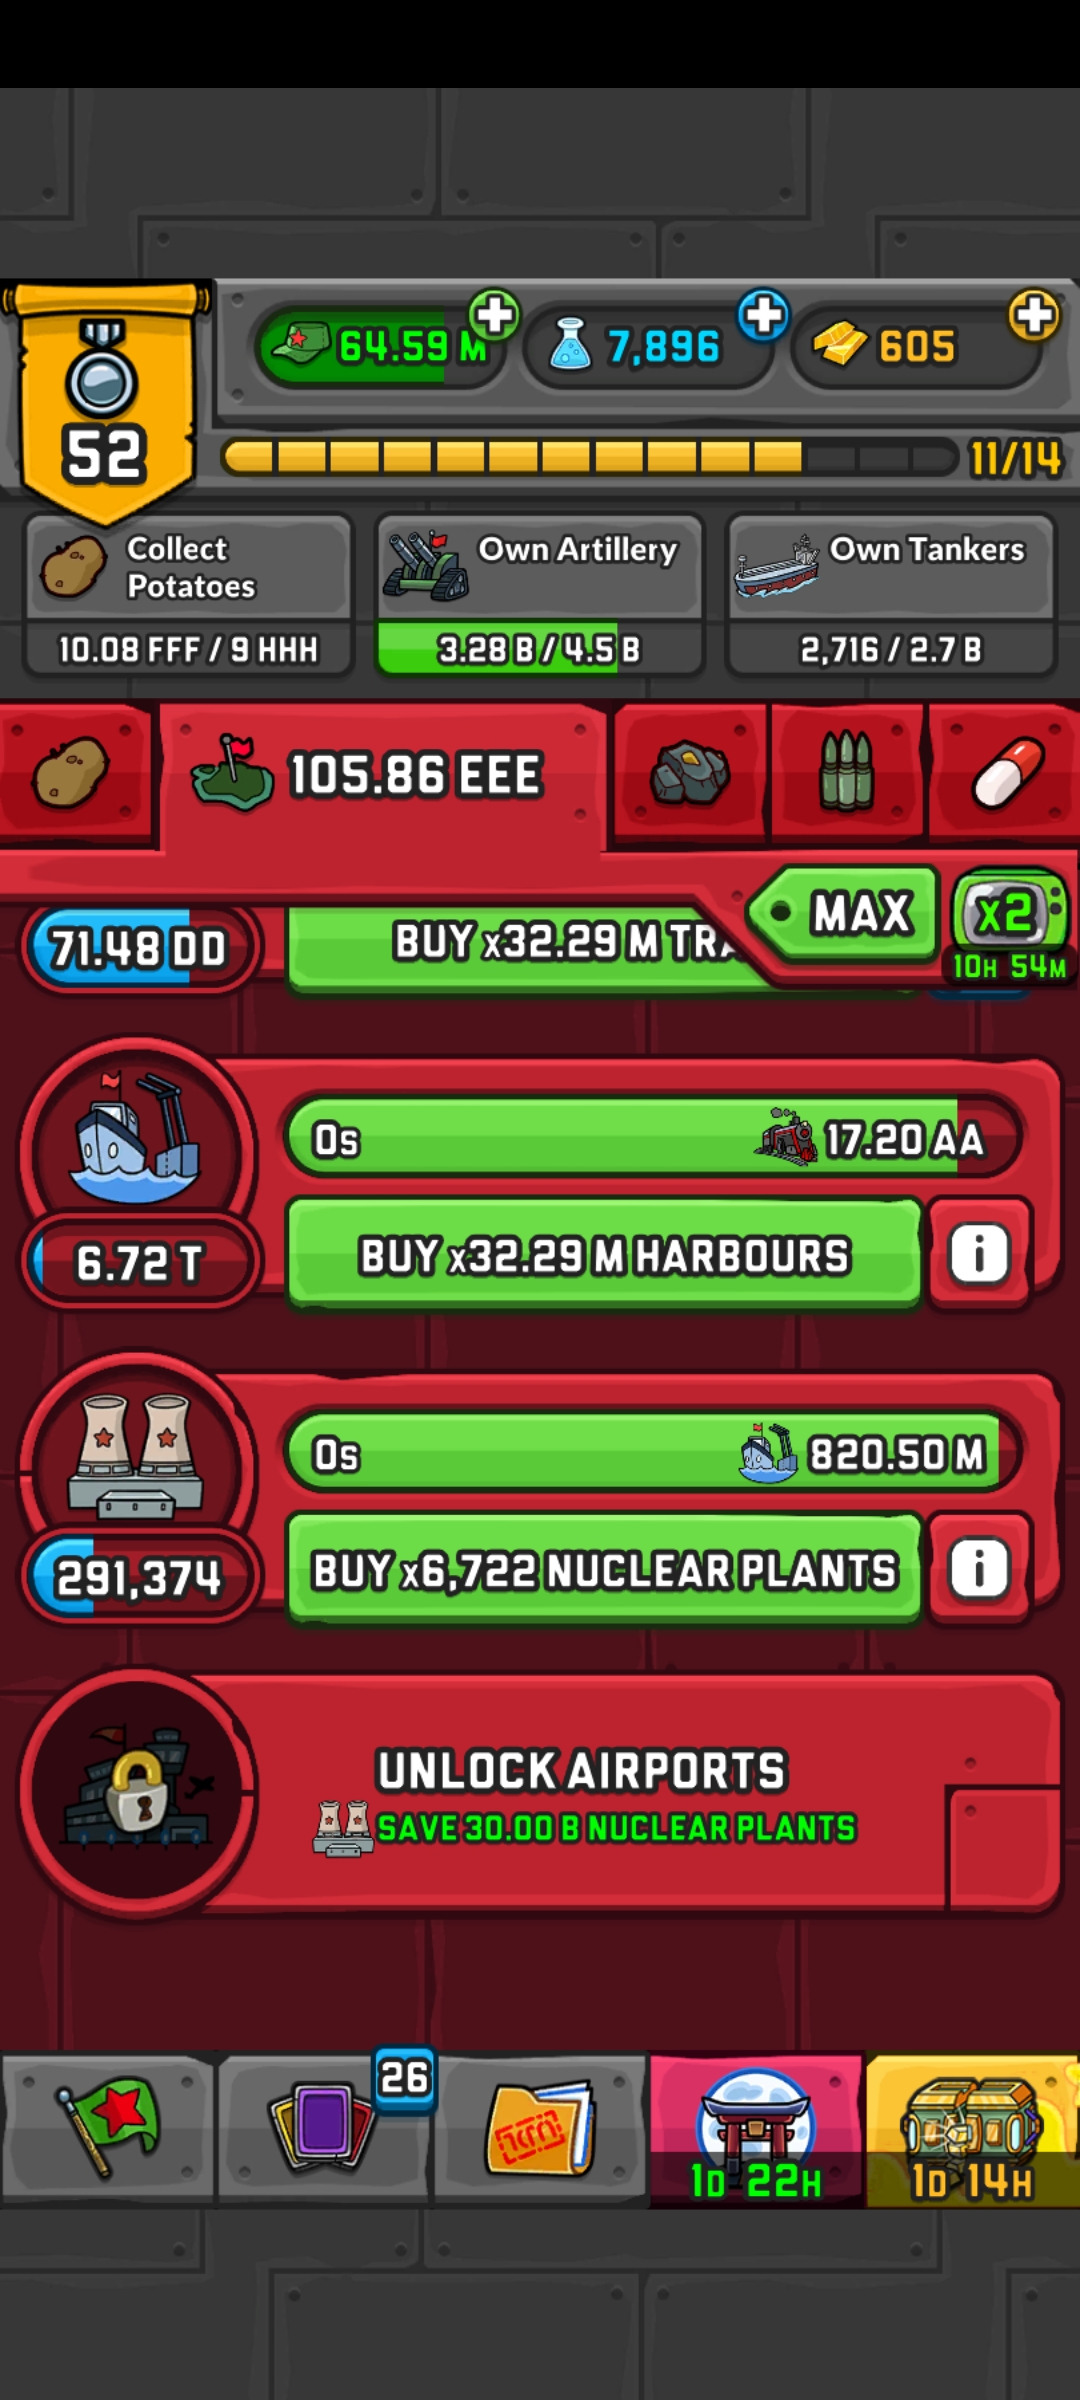 64.59 M
7,896
605
52
11/14
Collect
Potatoes
10.08 FFF / 9 HHH
Own Artillery
3.28 B / 4.5 B
Own Tankers
2,716 / 2.7 B
105.86 EEE
MAX
x2
10H 54M
71.48 DD
BUY x32.29 M TRA
0s
17.20 AA
6.72 T
BUY x32.29 M HARBOURS
i
0s
820.50 M
291,374
BUY x6,722 NUCLEAR PLANTS
i
UNLOCK AIRPORTS
SAVE 30.00 B NUCLEAR PLANTS
26
1D 22H
1D 14H